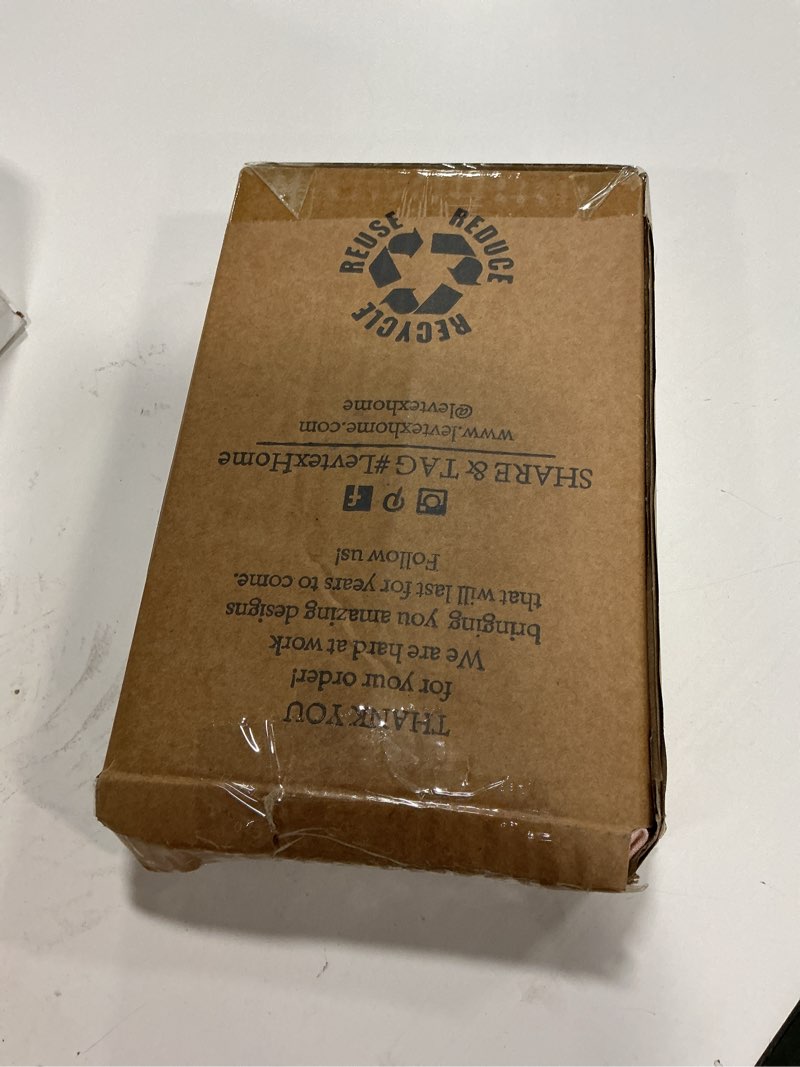 THANK YOU
for your order!
We are hard at work
bringing you amazing designs
that will last for years to come.
Follow us!
SHARE & TAG #LevtexHome
www.levtexhome.com
@levtexhome
REUSE REDUCE RECYCLE